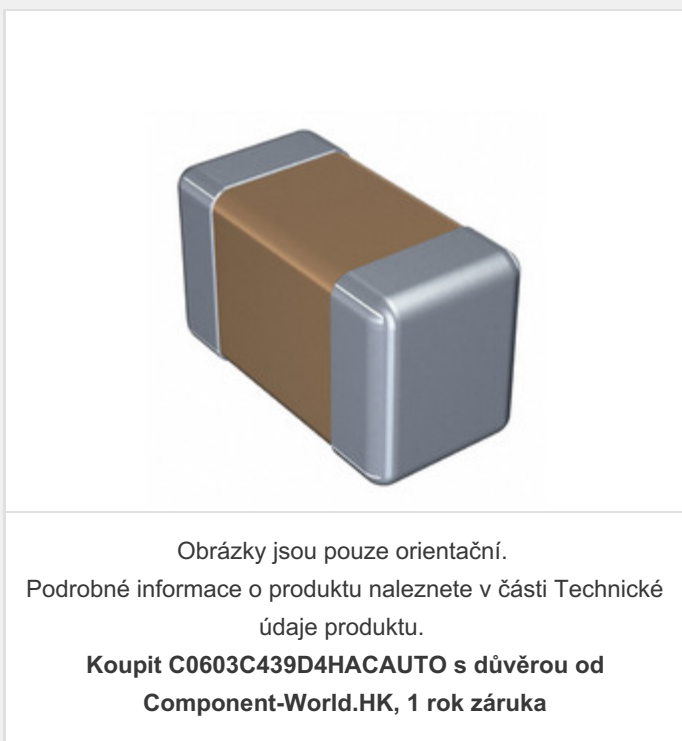 Obrázky jsou pouze orientační.
Podrobné informace o produktu naleznete v části Technické
údaje produktu.
Koupit C0603C439D4HACAUTO s důvěrou od
Component-World.HK, 1 rok záruka